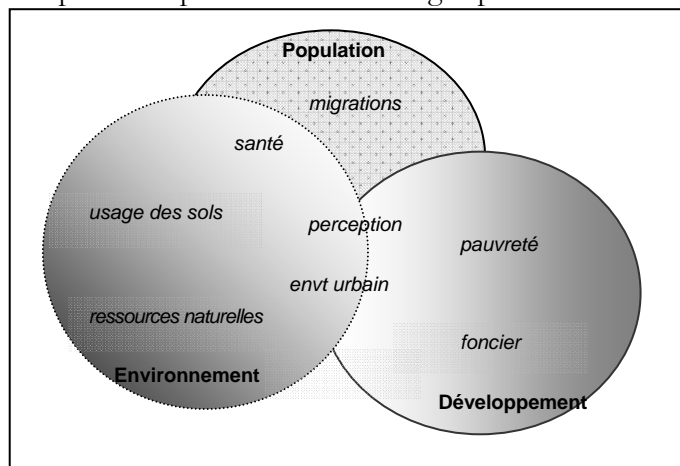 Population
migrations
santé
usage des sols
perception
pauvreté
envt urbain
ressources naturelles
foncier
Environnement
Développement